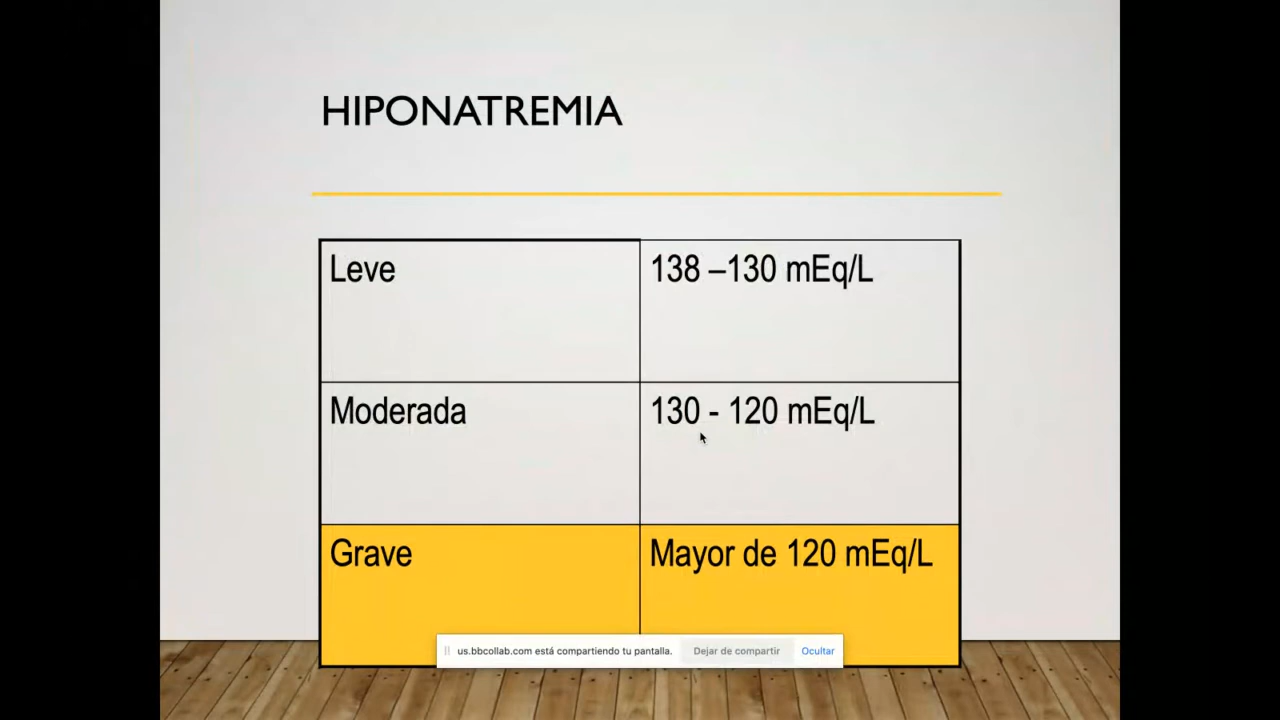 HIPONATREMIA
Leve
138 –130 mEq/L
Moderada
130 - 120 mEq/L
Grave
Mayor de 120 mEq/L
us.bbcollab.com está compartiendo tu pantalla.
Dejar de compartir
Ocultar